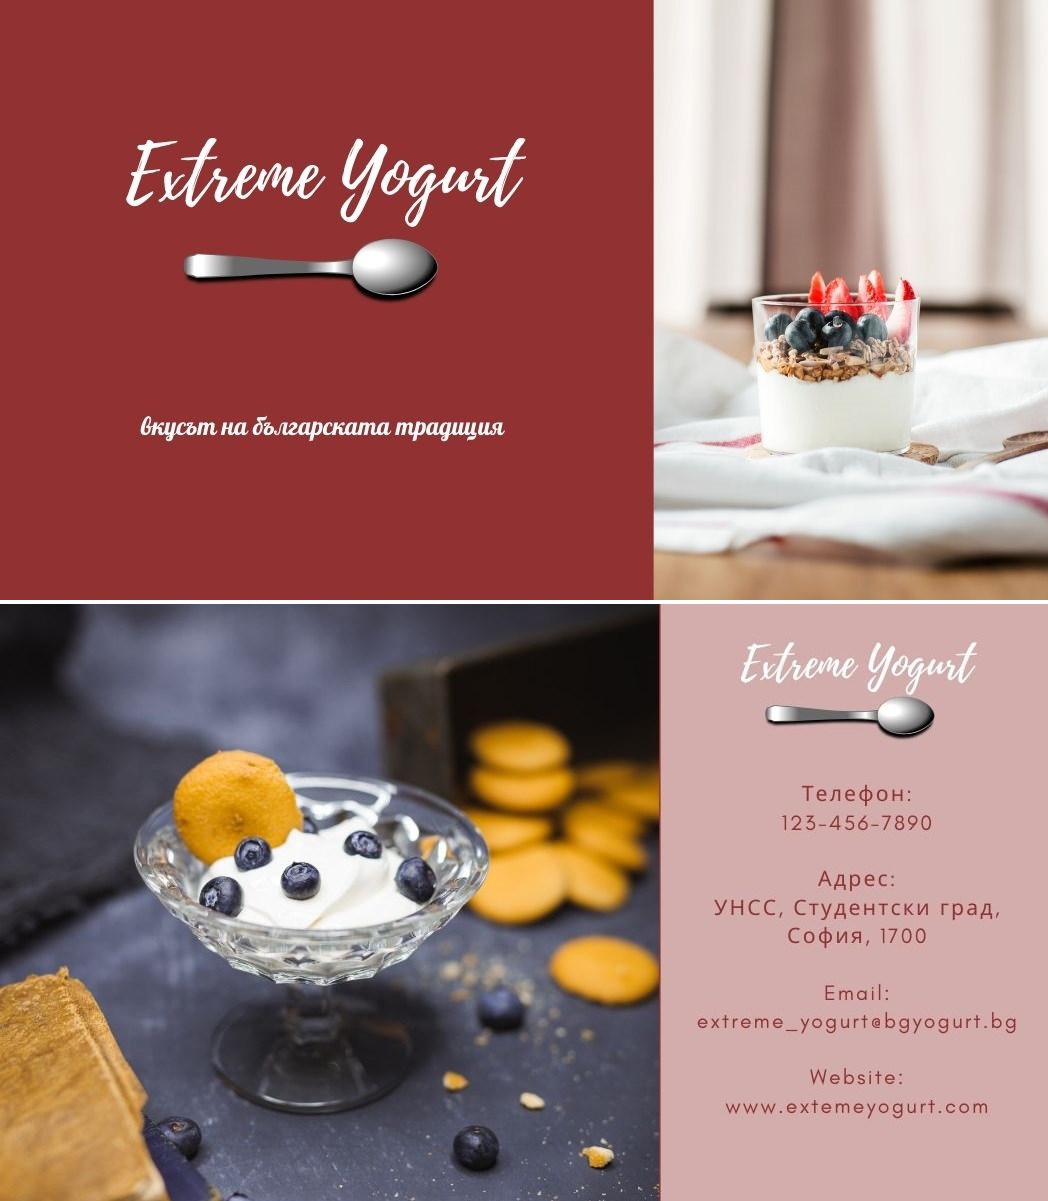 Extreme Yogurt
вкусът на българската традиция
Extreme Yogurt
Телефон:
123-456-7890
Адрес:
УНСС, Студентски град,
София, 1700
Email:
extreme_yogurt@bgyogurt.bg
Website:
www.extemeyogurt.com